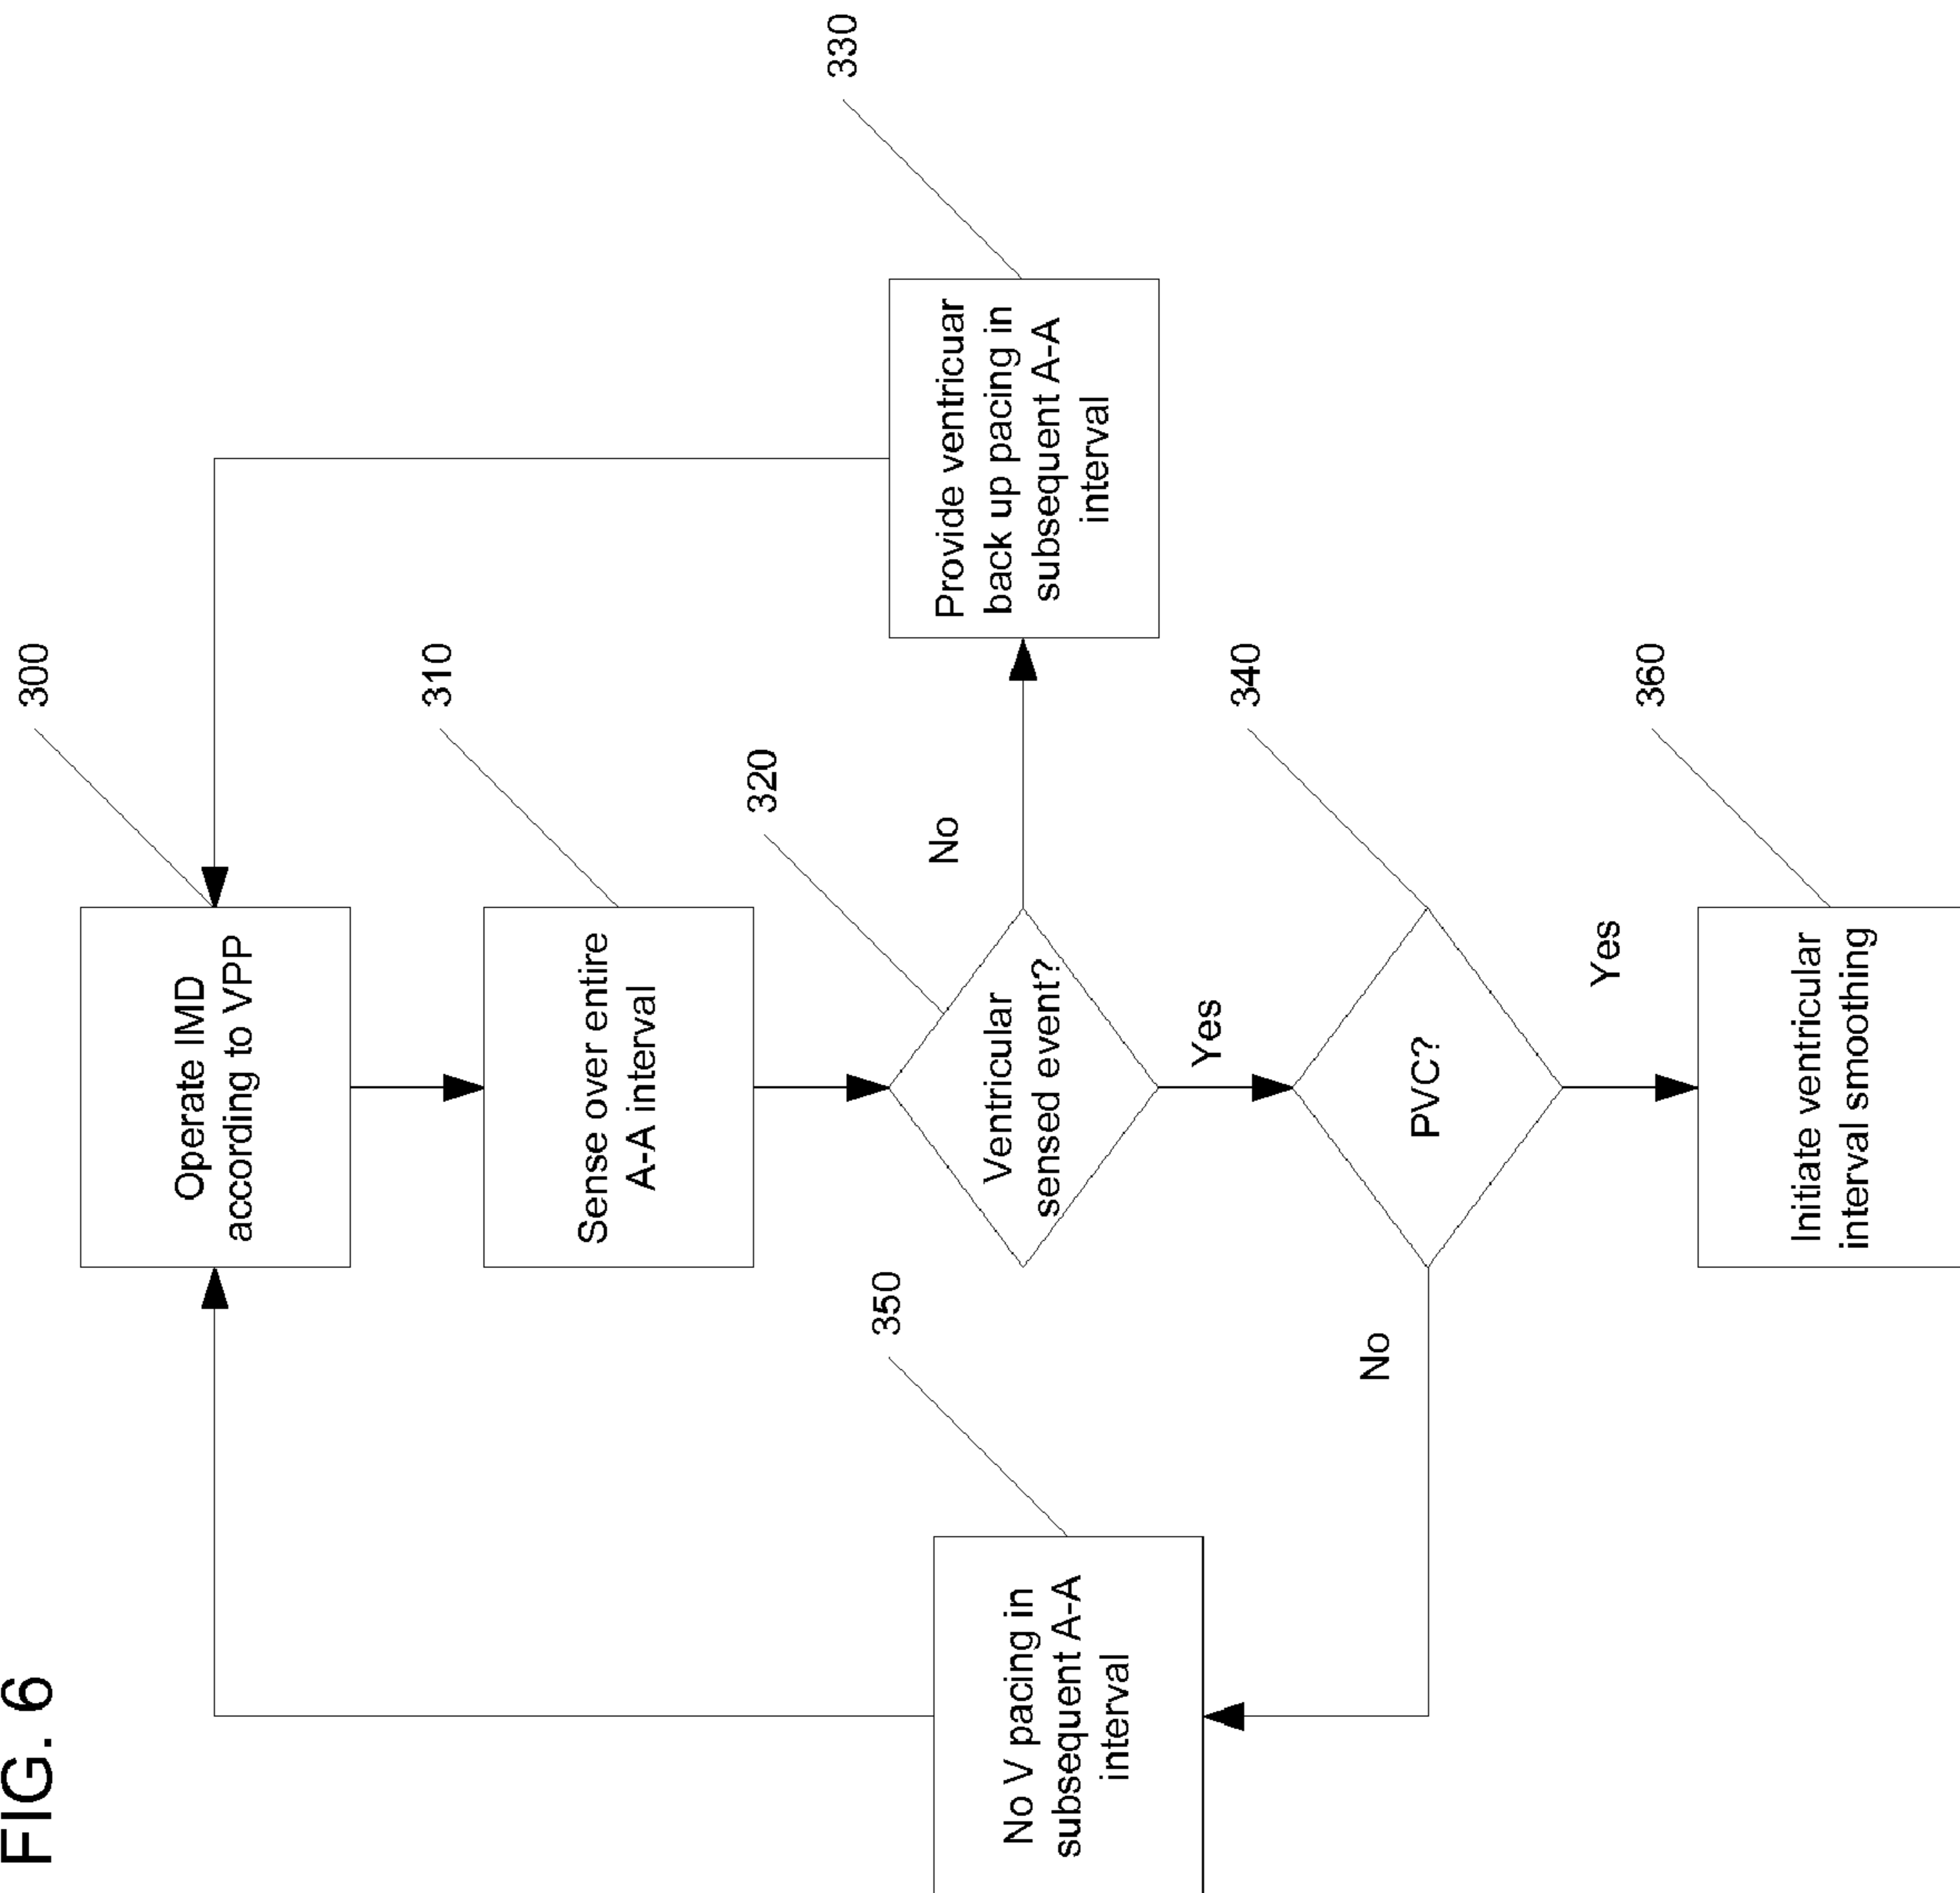 FIG. 6
300
Operate IMD
according to VPP
310
Sense over entire
A-A interval
320
Ventricular
sensed event?
No
330
Provide ventricuar
back up pacing in
subsequent A-A
interval
Yes
340
PVC?
No
350
No V pacing in
subsequent A-A
interval
Yes
360
Initiate ventricular
interval smoothing